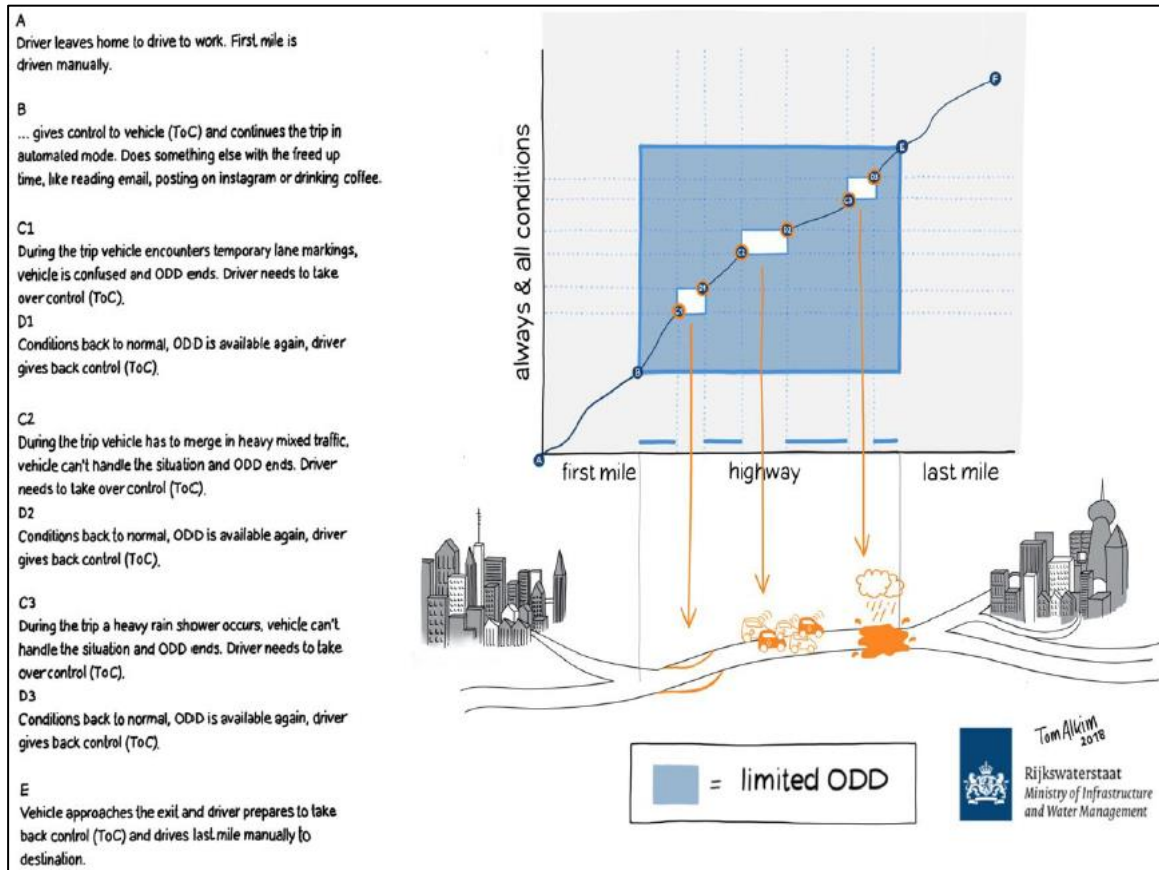 A
Driver leaves home to drive to work. First mile is
driven manually.
B
... gives control to vehicle (ToC) and continues the trip in
automated mode. Does something else with the freed up
time, like reading email, posting on instagram or drinking coffee.
C1
During the trip vehicle encounters temporary lane markings,
vehicle is confused and ODD ends. Driver needs to take
over control (ToC).
D1
Conditions back to normal, ODD is available again, driver
gives back control (ToC).
C2
During the trip vehicle has to merge in heavy mixed traffic,
vehicle can't handle the situation and ODD ends. Driver
needs to take over control (ToC).
D2
Conditions back to normal, ODD is available again, driver
gives back control (ToC).
C3
During the trip a heavy rain shower occurs, vehicle can't
handle the situation and ODD ends. Driver needs to take
over control (ToC).
D3
Conditions back to normal, ODD is available again, driver
gives back control (ToC).
E
Vehicle approaches the exit and driver prepares to take
back control (ToC) and drives last mile manually to
destination.
always & all conditions
F
E
D3
C3
D2
B
A
first mile
highway
last mile
= limited ODD
Tom Alkim
2018
Rijkswaterstaat
Ministry of Infrastructure
and Water Management